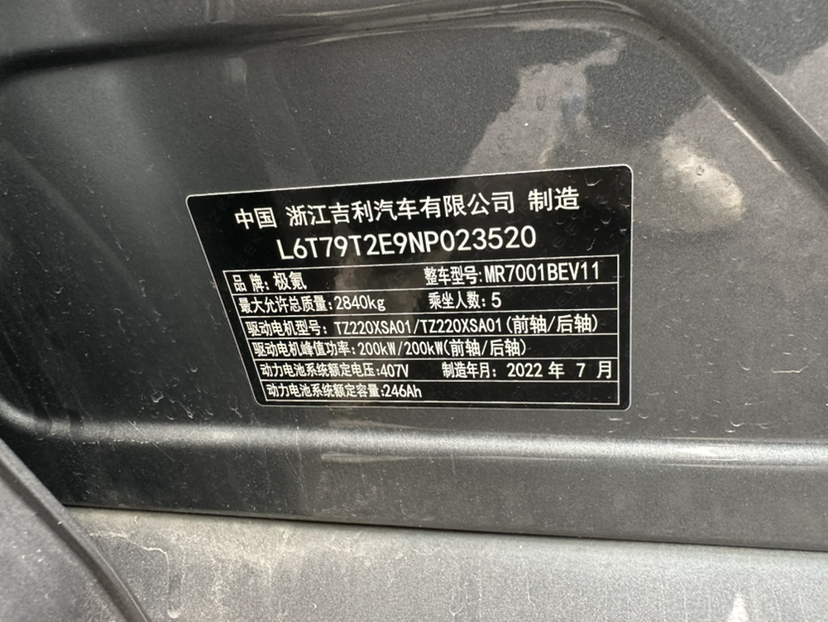 中国 浙江吉利汽车有限公司 制造
L6T79T2E9NP023520
品牌:极氪 整车型号:MR7001BEV11
最大允许总质量:2840kg 乘坐人数:5
驱动电机型号:TZ220XSA01/TZ220XSA01(前轴/后轴)
驱动电机峰值功率:200kW/200kW(前轴/后轴)
动力电池系统额定电压:407V 制造年月:2022年7月
动力电池系统额定容量:246Ah